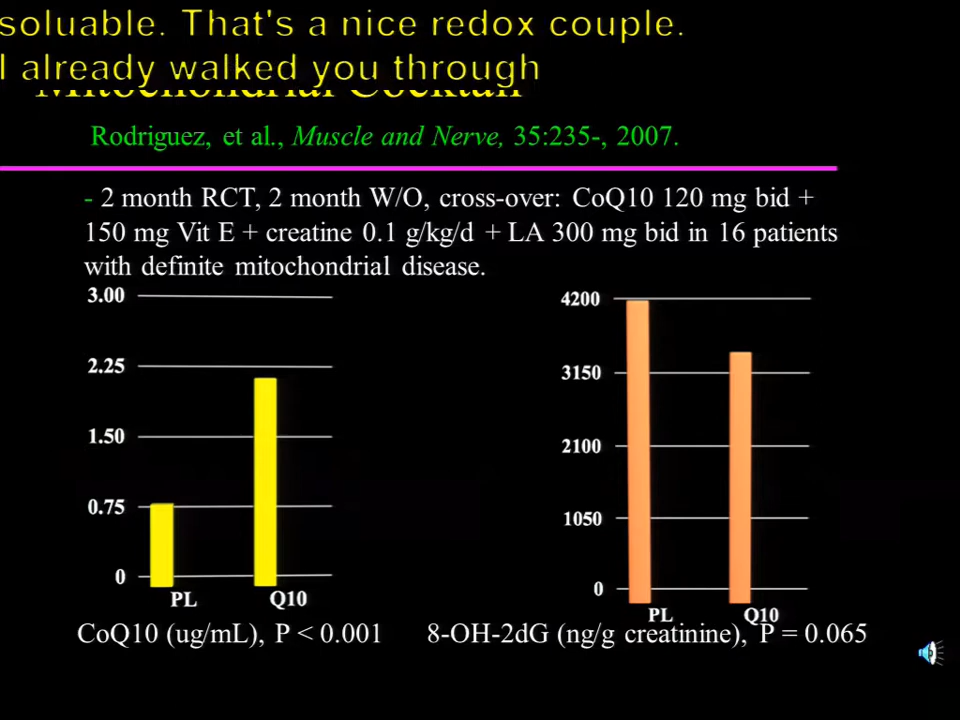 soluable. That's a nice redox couple.
I already walked you through
Mitochondrial Cocktail
Rodriguez, et al., Muscle and Nerve, 35:235-, 2007.
- 2 month RCT, 2 month W/O, cross-over: CoQ10 120 mg bid +
150 mg Vit E + creatine 0.1 g/kg/d + LA 300 mg bid in 16 patients
with definite mitochondrial disease.
3.00
2.25
1.50
0.75
0
PL Q10
CoQ10 (ug/mL), P < 0.001
4200
3150
2100
1050
0
PL Q10
8-OH-2dG (ng/g creatinine), P = 0.065